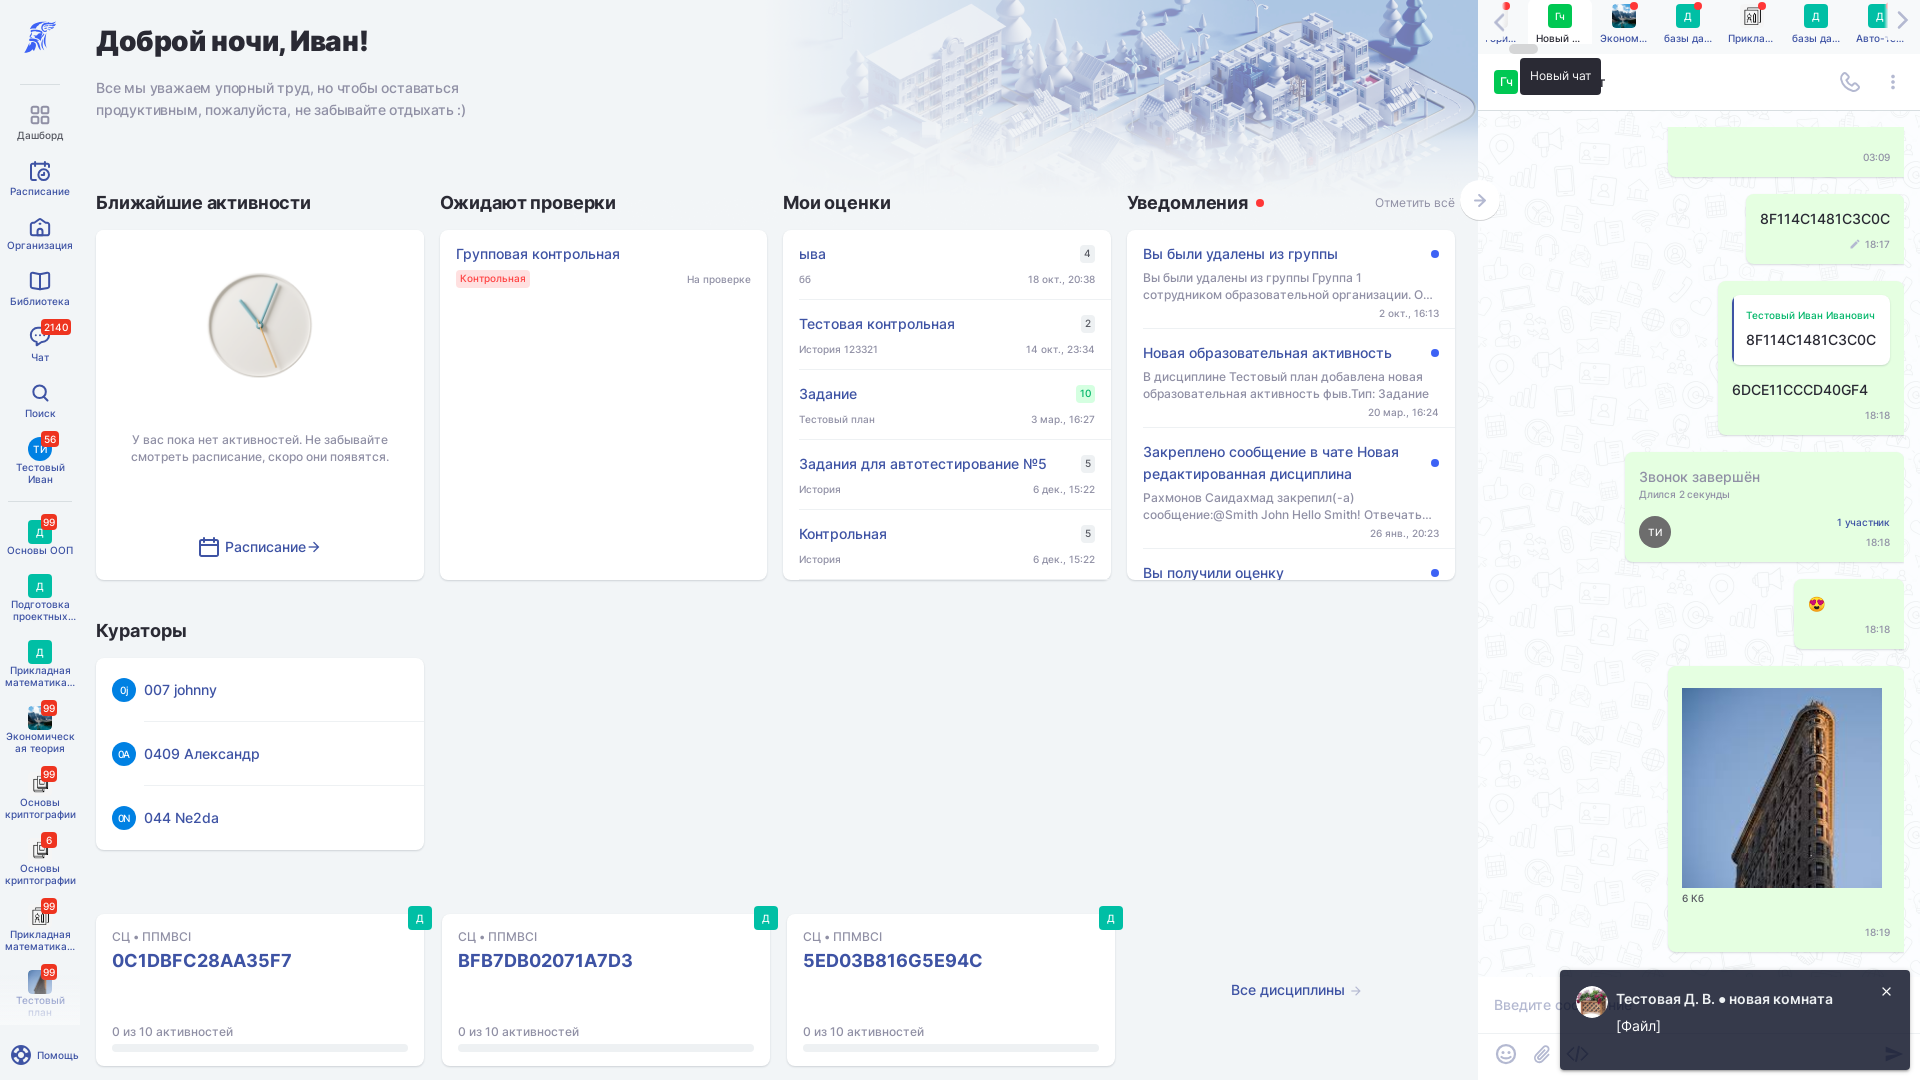 Доброй ночи, Иван!
Все мы уважаем упорный труд, но чтобы оставаться
продуктивным, пожалуйста, не забывайте отдыхать :)
Дашборд
Расписание
Организация
Библиотека
2140
Чат
Поиск
ТИ
56
Тестовый
Иван
Д
99
Основы ООП
Д
Подготовка
проектных...
Д
Прикладная
математика...
99
Экономическ
ая теория
99
Основы
криптографии
6
Основы
криптографии
99
Прикладная
математика...
99
Тестовый
план
Помощь
Ближайшие активности
У вас пока нет активностей. Не забывайте
смотреть расписание, скоро они появятся.
Расписание
Ожидают проверки
Групповая контрольная
Контрольная
На проверке
Мои оценки
ыва
4
бб
18 окт., 20:38
Тестовая контрольная
2
История 123321
14 окт., 23:34
Задание
10
Тестовый план
3 мар., 16:27
Задания для автотестирование №5
5
История
6 дек., 15:22
Контрольная
5
История
6 дек., 15:22
Уведомления
Отметить всё
Вы были удалены из группы
Вы были удалены из группы Группа 1
сотрудником образовательной организации. О...
2 окт., 16:13
Новая образовательная активность
В дисциплине Тестовый план добавлена новая
образовательная активность фыв.Тип: Задание
20 мар., 16:24
Закреплено сообщение в чате Новая
редактированная дисциплина
Рахмонов Саидахмад закрепил(-а)
сообщение:@Smith John Hello Smith! Отвечать...
26 янв., 20:23
Вы получили оценку
Кураторы
0j
007 johnny
0А
0409 Александр
0N
044 Ne2da
Д
СЦ • ППМВСІ
0C1DBFC28AA35F7
0 из 10 активностей
Д
СЦ • ППМВСІ
BFB7DB02071A7D3
0 из 10 активностей
Д
СЦ • ППМВСІ
5ED03B816G5E94C
0 из 10 активностей
Все дисциплины
Гч
Новый ...
Эконом...
Д
базы да...
Прикла...
Д
базы да...
Д
Гч
Новый чат
03:09
8F114C1481C3C0C
18:17
Тестовый Иван Иванович
8F114C1481C3C0C
6DCE11CCCD40GF4
18:18
Звонок завершён
Длился 2 секунды
ТИ
1 участник
18:18
18:18
6 Кб
18:19
Введите
Тестовая Д. В. ● новая комната
[Файл]